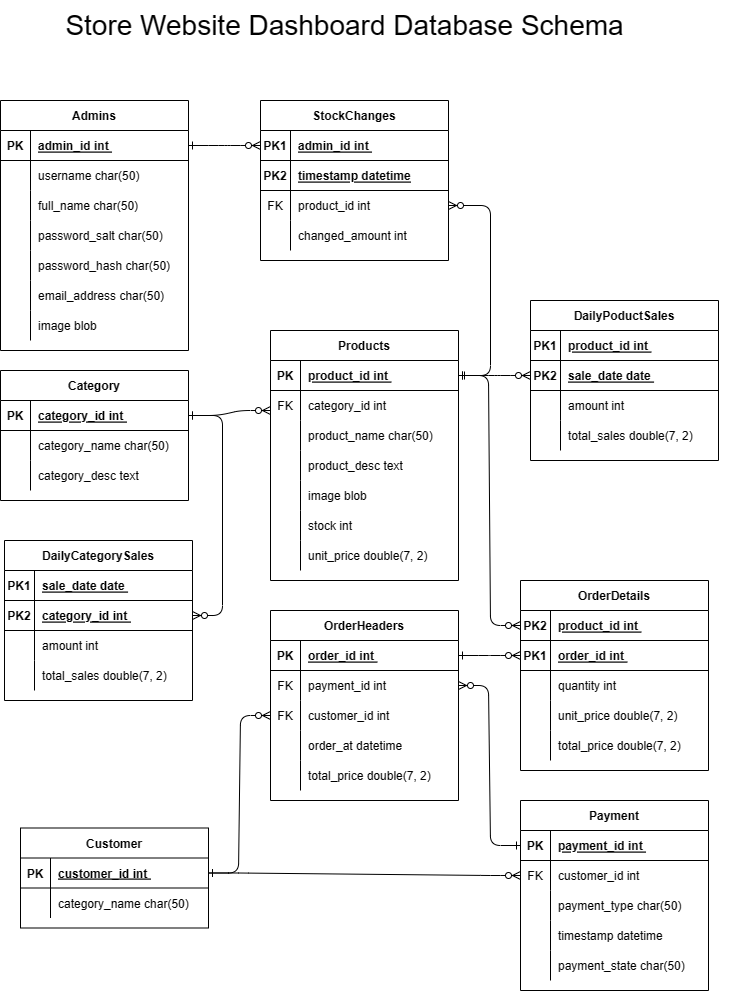 Store Website Dashboard Database Schema
Admins
PK admin_id int
username char(50)
full_name char(50)
password_salt char(50)
password_hash char(50)
email_address char(50)
image blob
StockChanges
PK1 admin_id int
PK2 timestamp datetime
FK product_id int
changed_amount int
DailyPoductSales
PK1 product_id int
PK2 sale_date date
amount int
total_sales double(7, 2)
Products
PK product_id int
FK category_id int
product_name char(50)
product_desc text
image blob
stock int
unit_price double(7, 2)
Category
PK category_id int
category_name char(50)
category_desc text
DailyCategorySales
PK1 sale_date date
PK2 category_id int
amount int
total_sales double(7, 2)
OrderHeaders
PK order_id int
FK payment_id int
FK customer_id int
order_at datetime
total_price double(7, 2)
OrderDetails
PK2 product_id int
PK1 order_id int
quantity int
unit_price double(7, 2)
total_price double(7, 2)
Customer
PK customer_id int
category_name char(50)
Payment
PK payment_id int
FK customer_id int
payment_type char(50)
timestamp datetime
payment_state char(50)